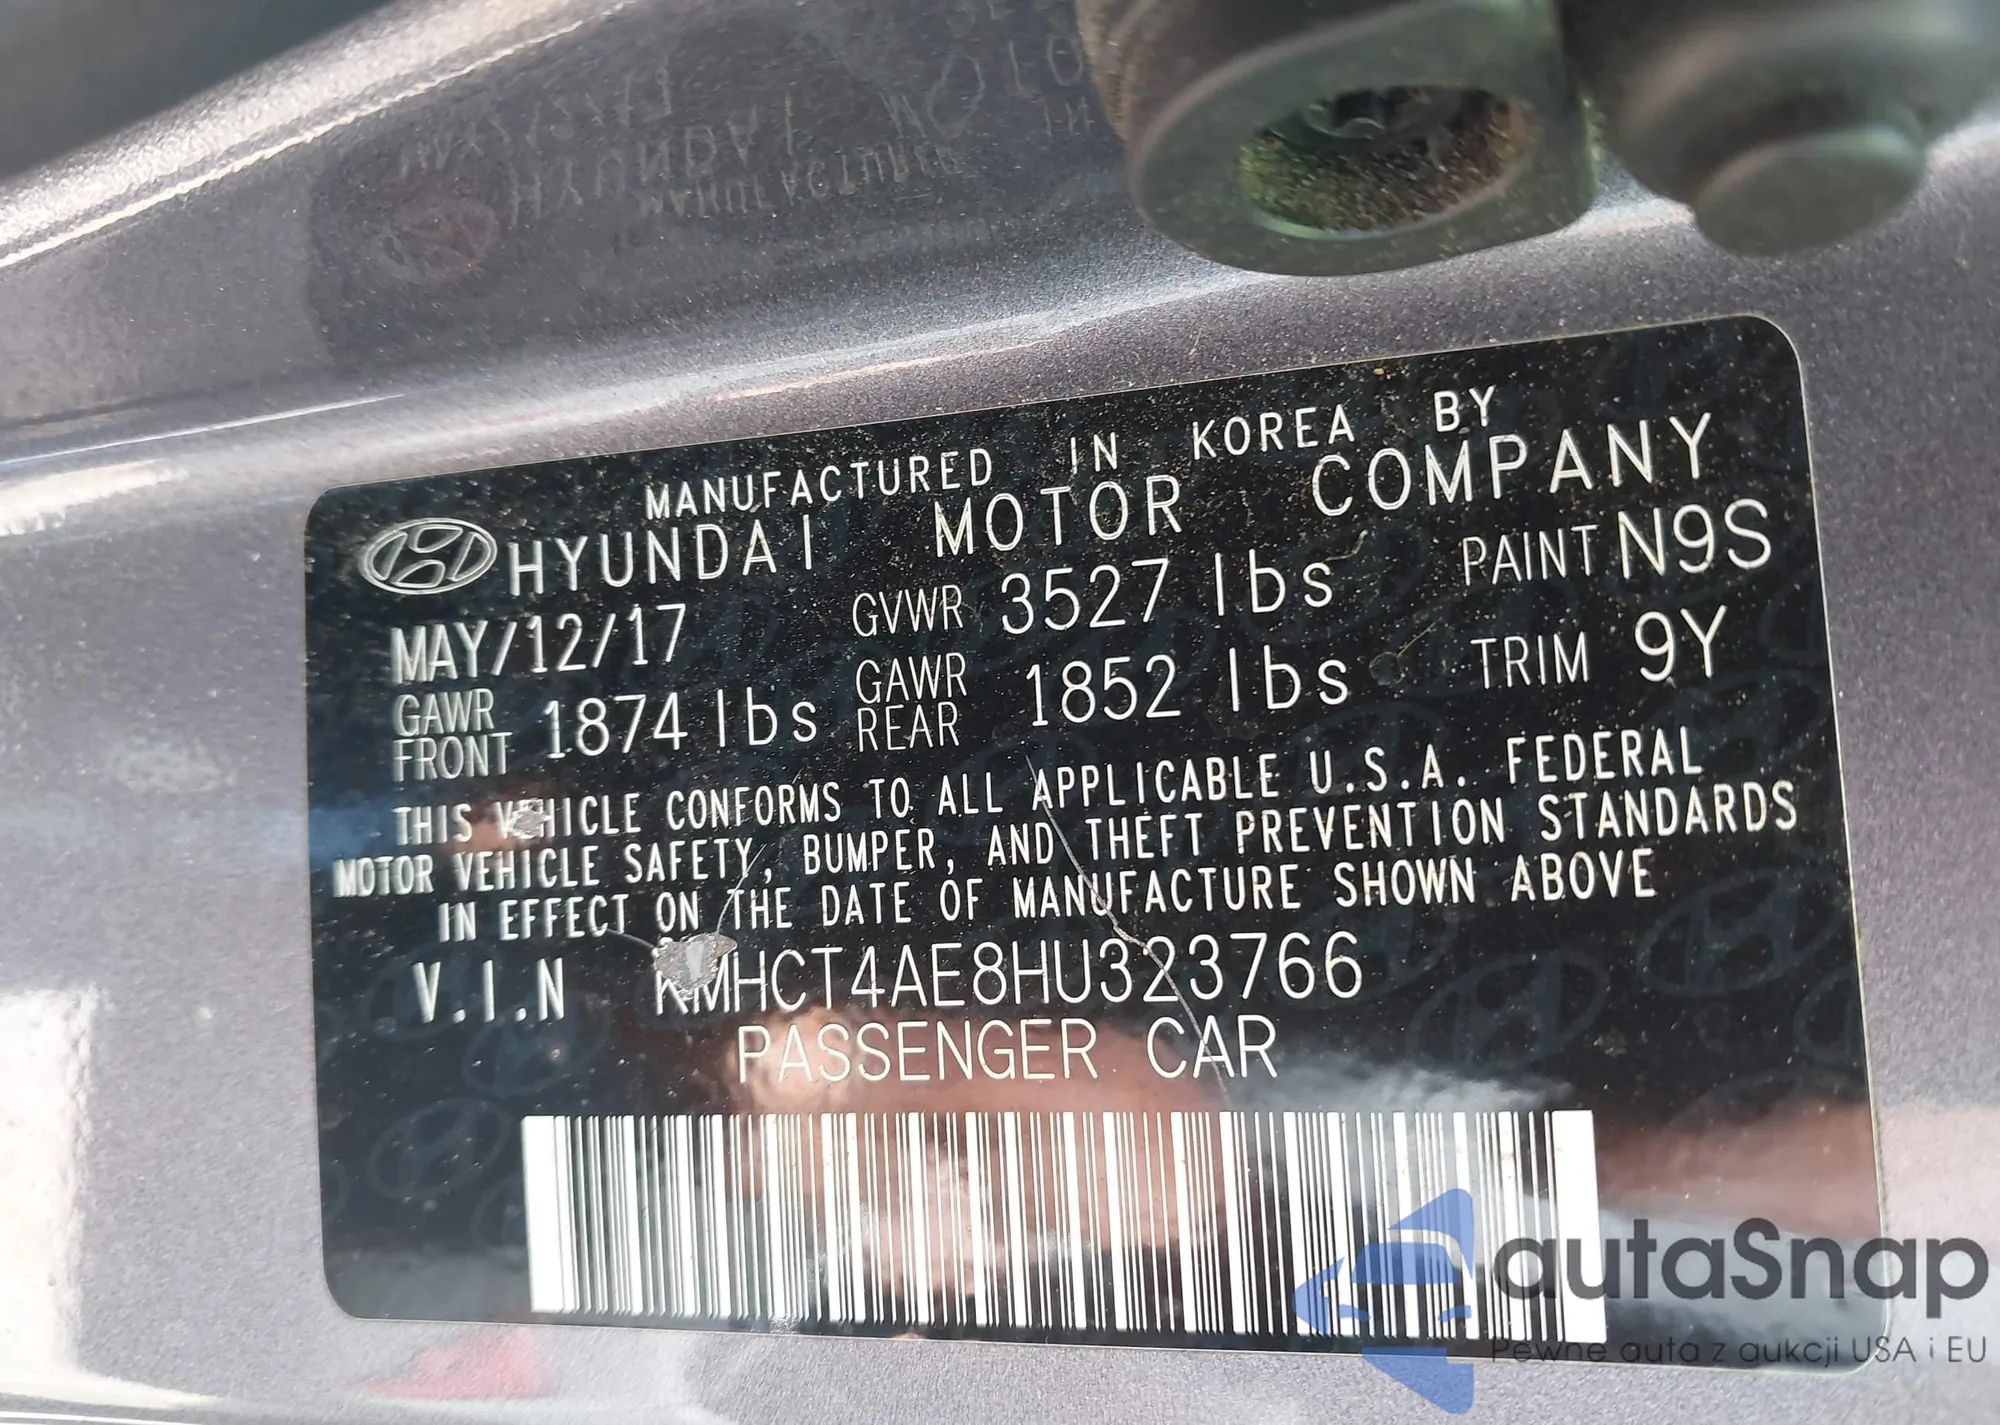 MANUFACTURED IN KOREA BY
HYUNDAI MOTOR COMPANY
MAY/12/17 GVWR 3527 lbs PAINT N9S
GAWR FRONT 1874 lbs GAWR REAR 1852 lbs TRIM 9Y
THIS VEHICLE CONFORMS TO ALL APPLICABLE U.S.A. FEDERAL
MOTOR VEHICLE SAFETY, BUMPER, AND THEFT PREVENTION STANDARDS
IN EFFECT ON THE DATE OF MANUFACTURE SHOWN ABOVE
V.I.N KMHCT4AE8HU323766
PASSENGER CAR
autaSnap
Pewne auta z aukcji USA i EU